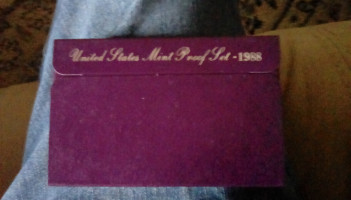 United States Mint Proof Set - 1988